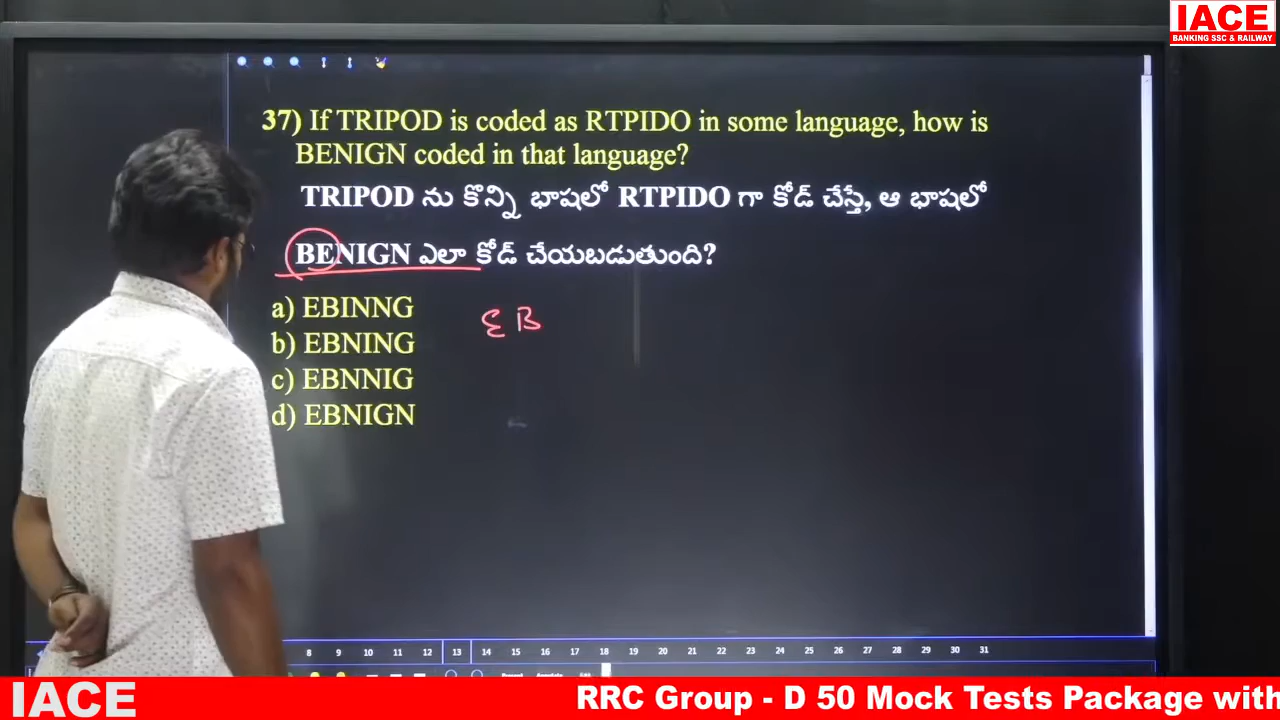 IACE
BANKING SSC & RAILWAY
37) If TRIPOD is coded as RTPIDO in some language, how is
BENIGN coded in that language?
TRIPOD ను కొన్ని భాషలో RTPIDO గా కోడ్ చేస్తే, ఆ భాషలో
BENIGN ఎలా కోడ్ చేయబడుతుంది?
a) EBINNG
EB
b) EBNING
c) EBNNIG
d) EBNIGN
8 9 10 11 12 13 14 15 16 17 18 19 20 21 22 23 24 25 26 27 28 29 30 31
IACE
RRC Group - D 50 Mock Tests Package with